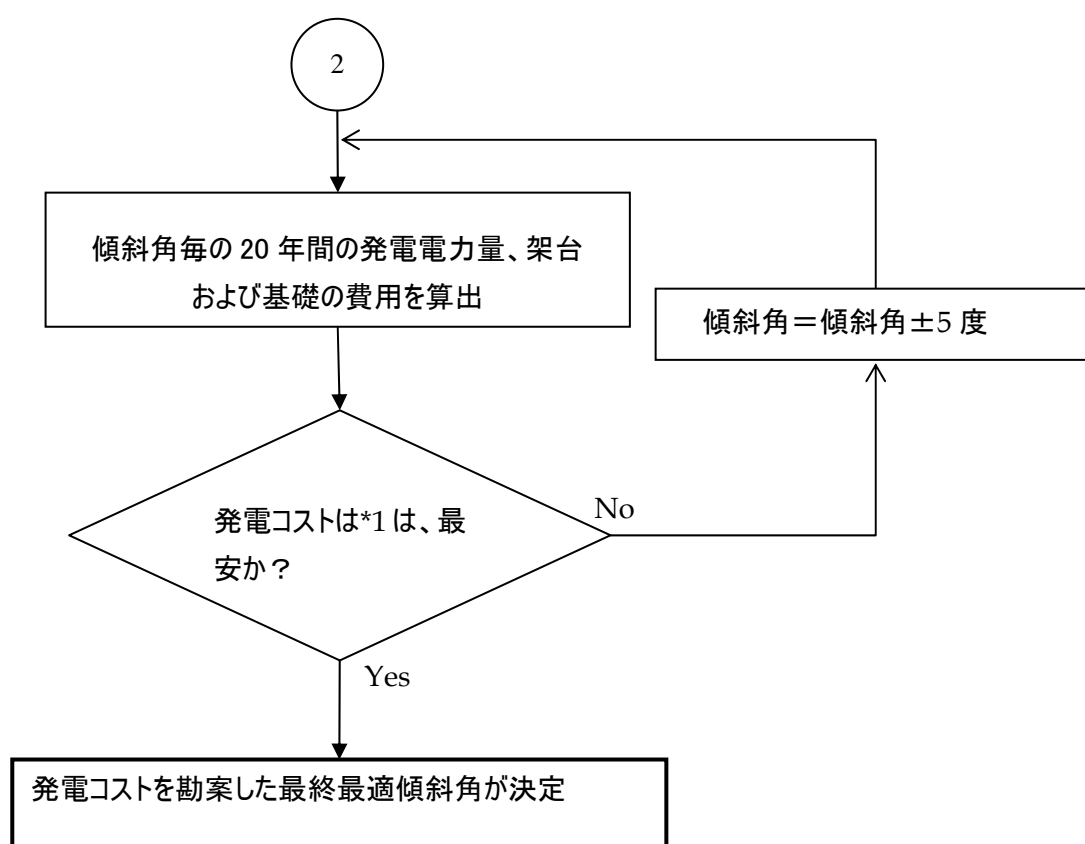 2
傾斜角毎の 20 年間の発電電力量、架台
および基礎の費用を算出
傾斜角＝傾斜角±5 度
発電コストは*1 は、最
安か？
No
Yes
発電コストを勘案した最終最適傾斜角が決定